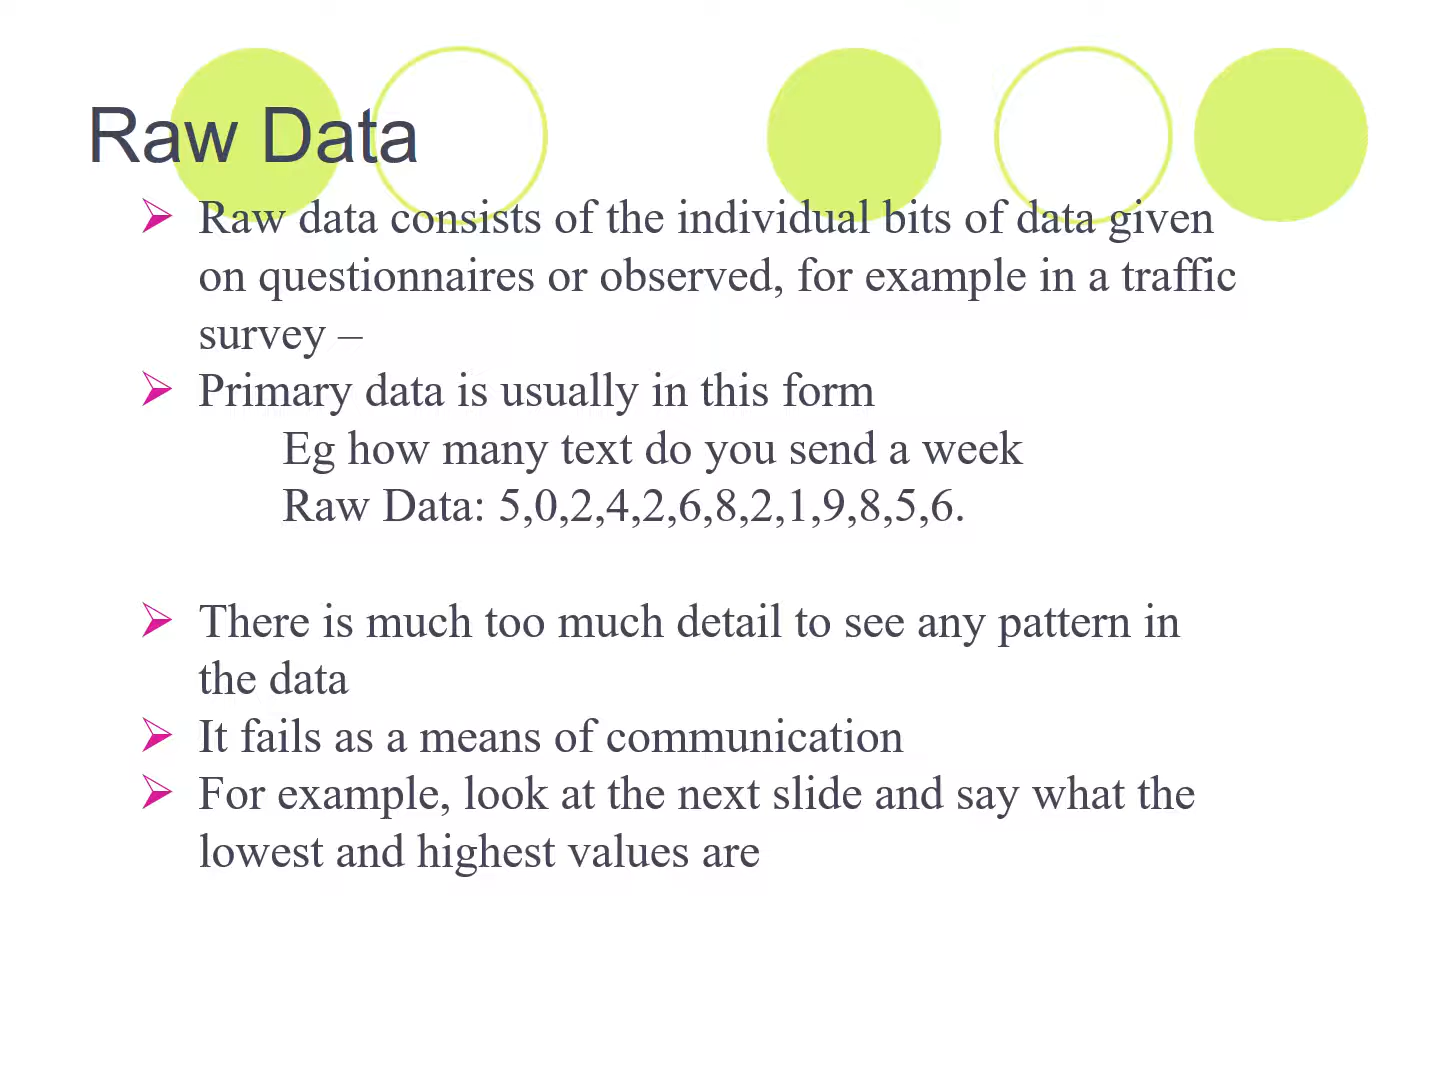 Raw Data
Raw data consists of the individual bits of data given
on questionnaires or observed, for example in a traffic
survey –
Primary data is usually in this form
Eg how many text do you send a week
Raw Data: 5,0,2,4,2,6,8,2,1,9,8,5,6.
There is much too much detail to see any pattern in
the data
It fails as a means of communication
For example, look at the next slide and say what the
lowest and highest values are